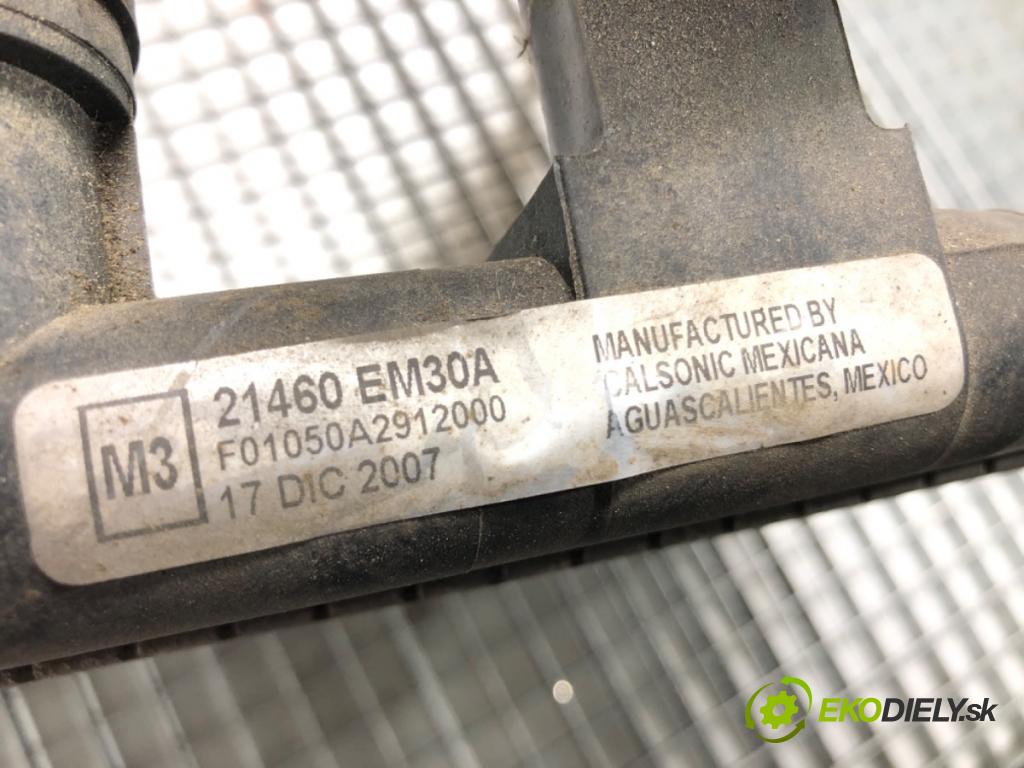 M3
21460 EM30A
F01050A2912000
17 DIC 2007
MANUFACTURED BY
CALSONIC MEXICANA
AGUASCALIENTES, MEXICO
EKODIELY.sk